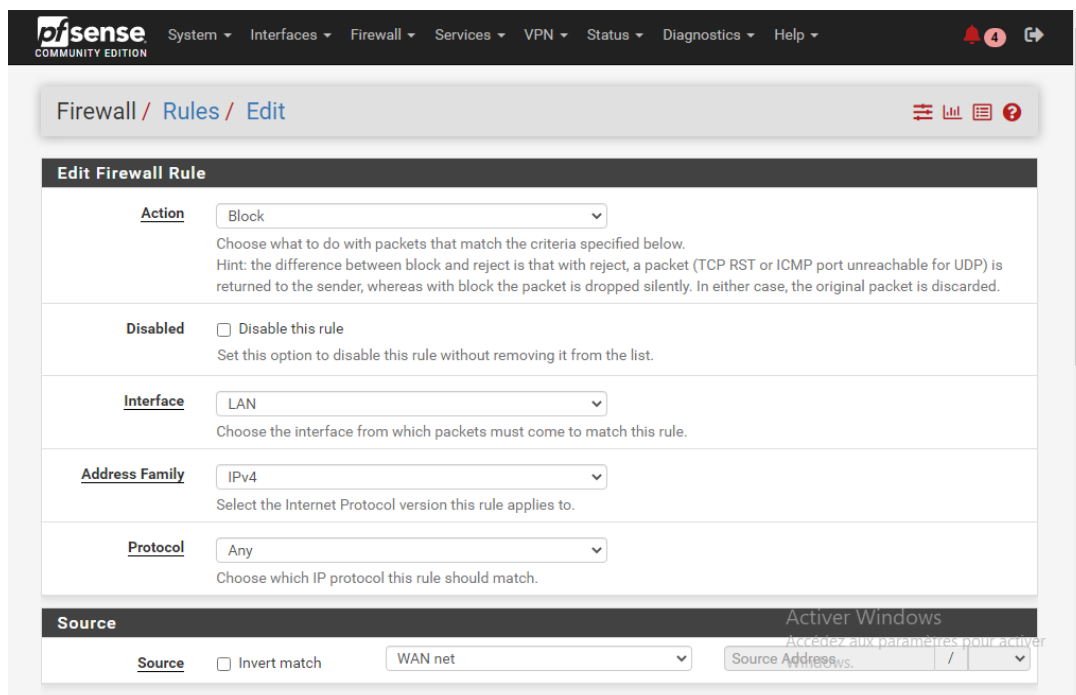 pfsense System Interfaces Firewall Services VPN Status Diagnostics Help 4
COMMUNITY EDITION
Firewall / Rules / Edit
Edit Firewall Rule
Action Block
Choose what to do with packets that match the criteria specified below.
Hint: the difference between block and reject is that with reject, a packet (TCP RST or ICMP port unreachable for UDP) is
returned to the sender, whereas with block the packet is dropped silently. In either case, the original packet is discarded.
Disabled Disable this rule
Set this option to disable this rule without removing it from the list.
Interface LAN
Choose the interface from which packets must come to match this rule.
Address Family IPv4
Select the Internet Protocol version this rule applies to.
Protocol Any
Choose which IP protocol this rule should match.
Source
Activer Windows
Accédez aux paramètres pour activer
Windows.
Source Invert match WAN net Source Address /